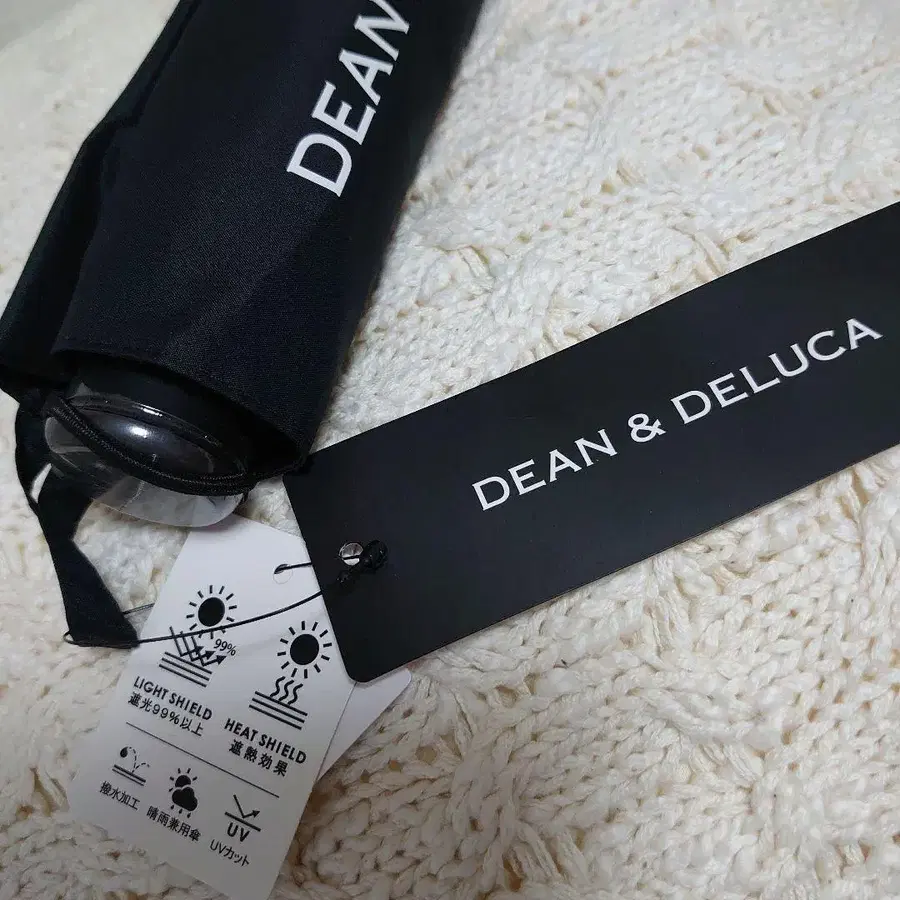 DEAN
DEAN & DELUCA
99%
LIGHT SHIELD
遮光99%以上
HEAT SHIELD
遮熱効果
撥水加工
晴雨兼用傘
UV
UVカット